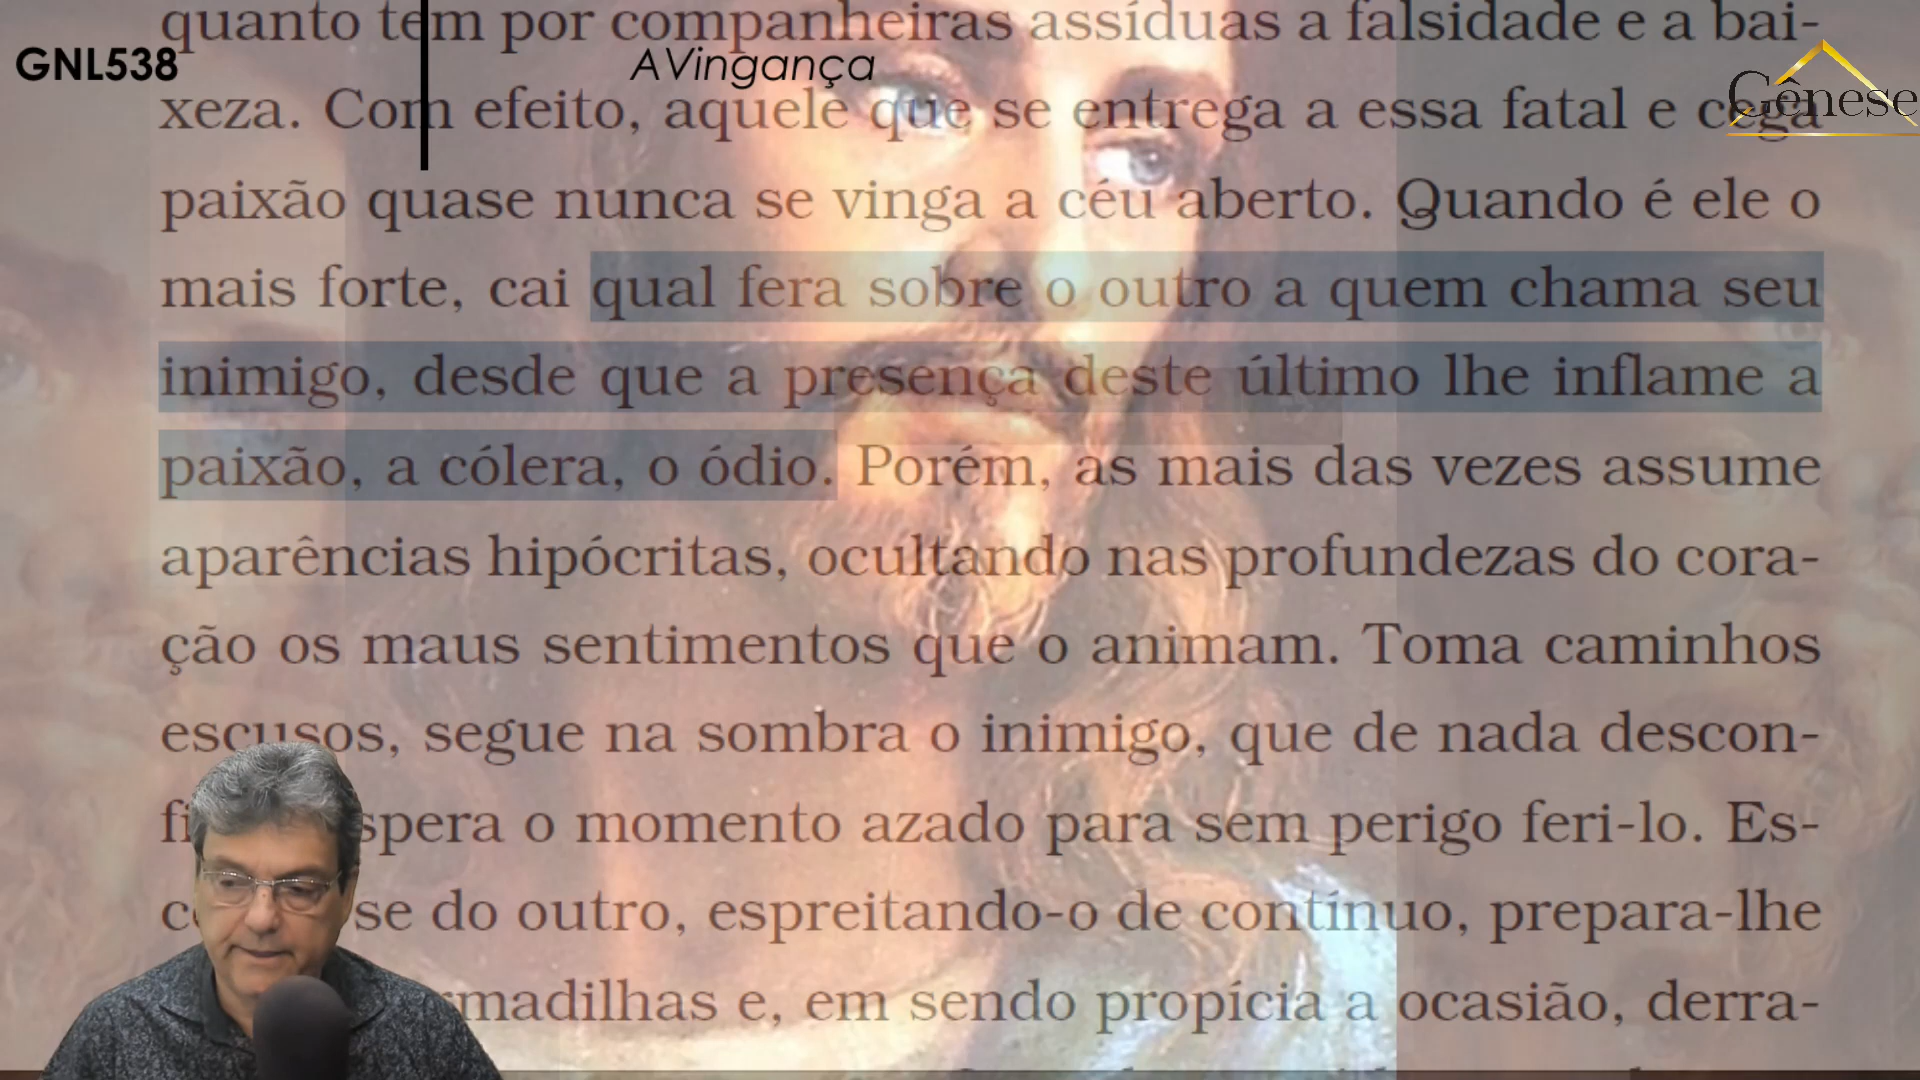 quanto tem por companheiras assíduas a falsidade e a bai-
GNL538
A Vingança
Gênese
xeza. Com efeito, aquele que se entrega a essa fatal e cega
paixão quase nunca se vinga a céu aberto. Quando é ele o
mais forte, cai qual fera sobre o outro a quem chama seu
inimigo, desde que a presença deste último lhe inflame a
paixão, a cólera, o ódio. Porém, as mais das vezes assume
aparências hipócritas, ocultando nas profundezas do cora-
ção os maus sentimentos que o animam. Toma caminhos
escusos, segue na sombra o inimigo, que de nada descon-
spera o momento azado para sem perigo feri-lo. Es-
se do outro, espreitando-o de contínuo, prepara-lhe
rmadilhas e, em sendo propícia a ocasião, derra-